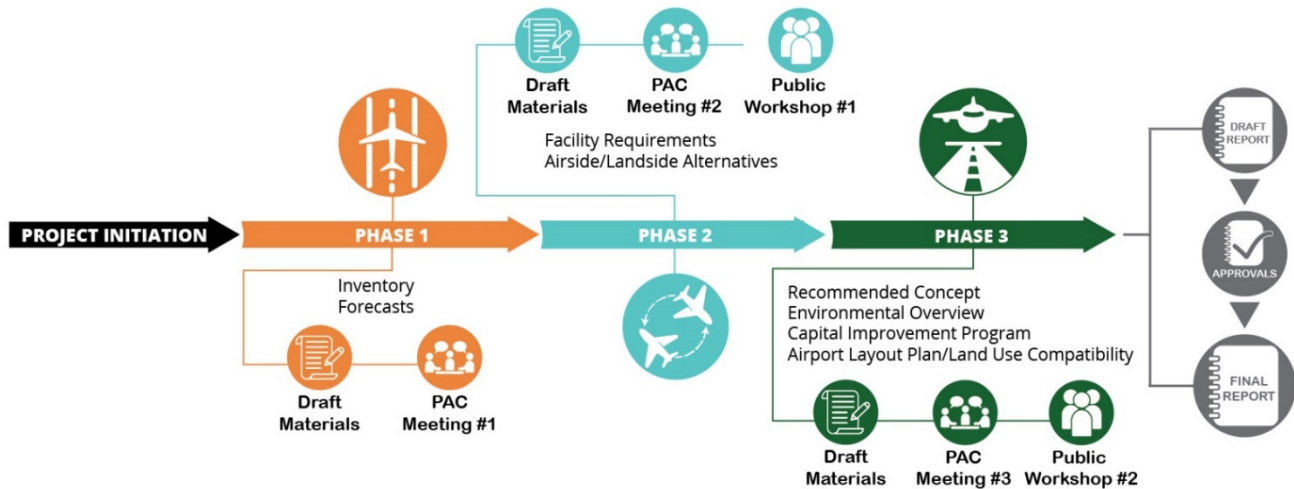 PROJECT INITIATION
PHASE 1
Inventory
Forecasts
Draft
Materials
PAC
Meeting #1
PHASE 2
Draft
Materials
PAC
Meeting #2
Public
Workshop #1
Facility Requirements
Airside/Landside Alternatives
PHASE 3
Recommended Concept
Environmental Overview
Capital Improvement Program
Airport Layout Plan/Land Use Compatibility
Draft
Materials
PAC
Meeting #3
Public
Workshop #2
DRAFT
REPORT
APPROVALS
FINAL
REPORT